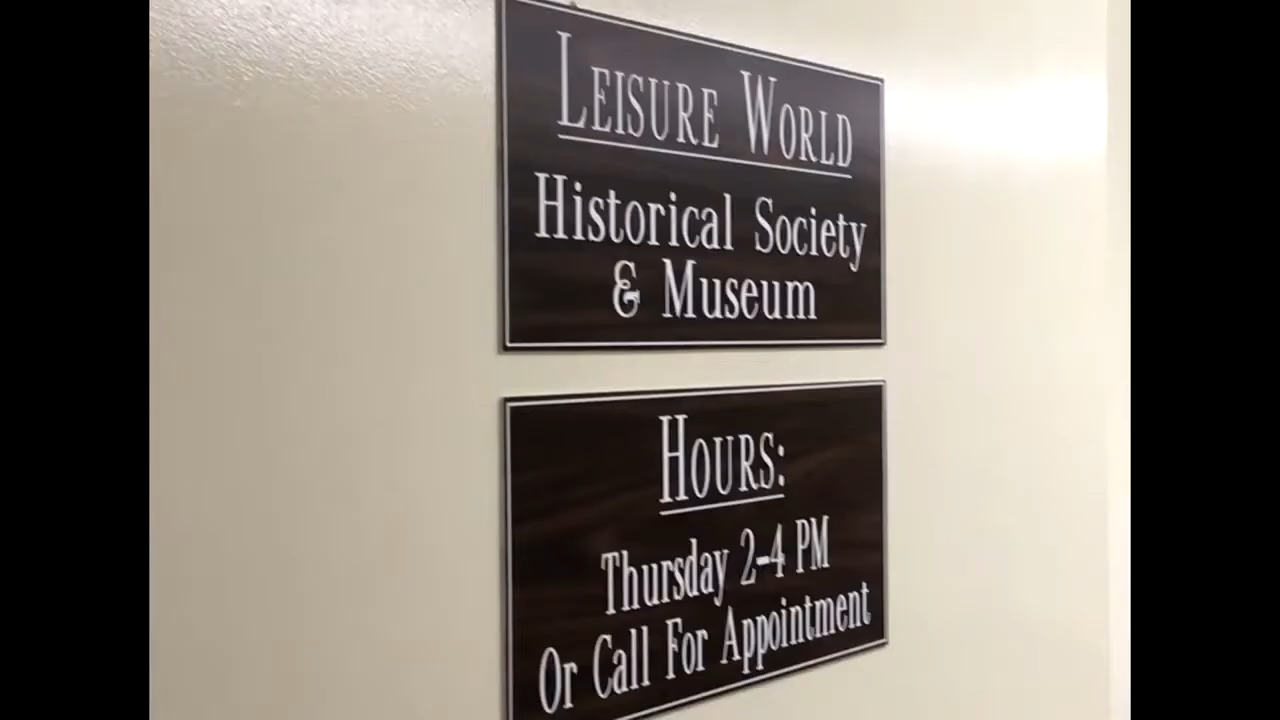 Leisure World
Historical Society
& Museum
Hours:
Thursday 2-4 PM
Or Call For Appointment